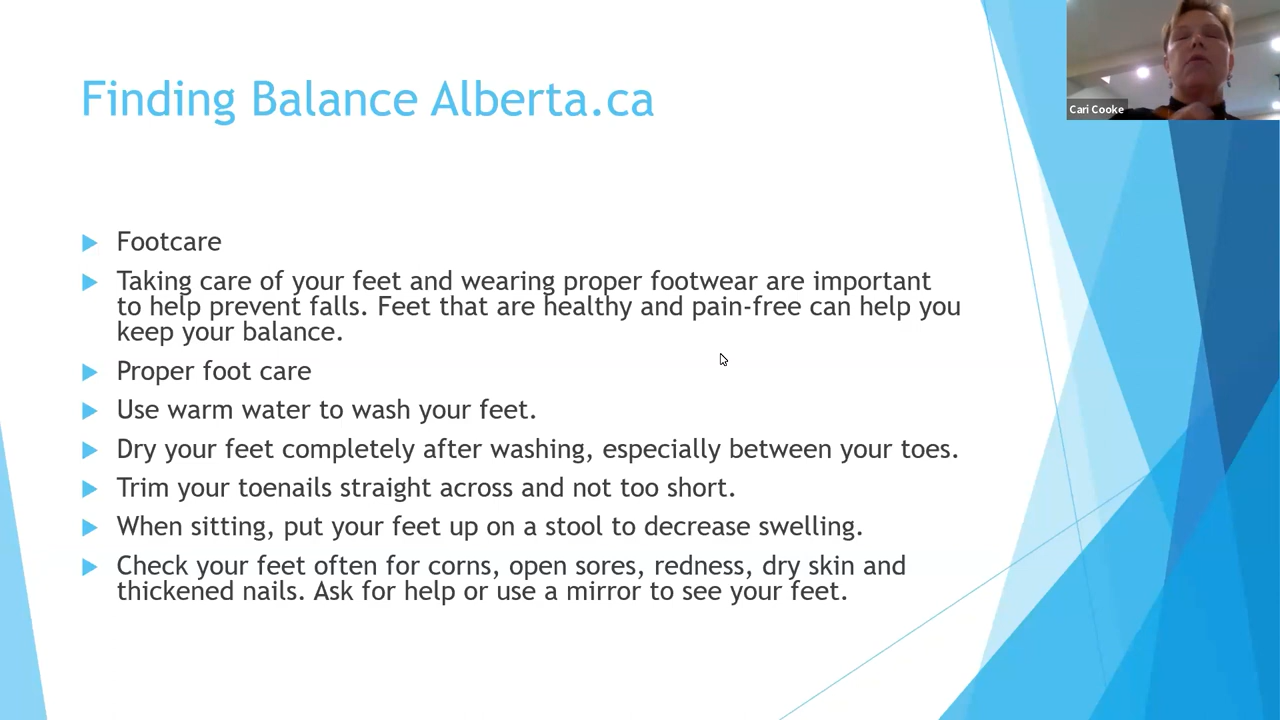 Finding Balance Alberta.ca
Cari Cooke
Footcare
Taking care of your feet and wearing proper footwear are important
to help prevent falls. Feet that are healthy and pain-free can help you
keep your balance.
Proper foot care
Use warm water to wash your feet.
Dry your feet completely after washing, especially between your toes.
Trim your toenails straight across and not too short.
When sitting, put your feet up on a stool to decrease swelling.
Check your feet often for corns, open sores, redness, dry skin and
thickened nails. Ask for help or use a mirror to see your feet.